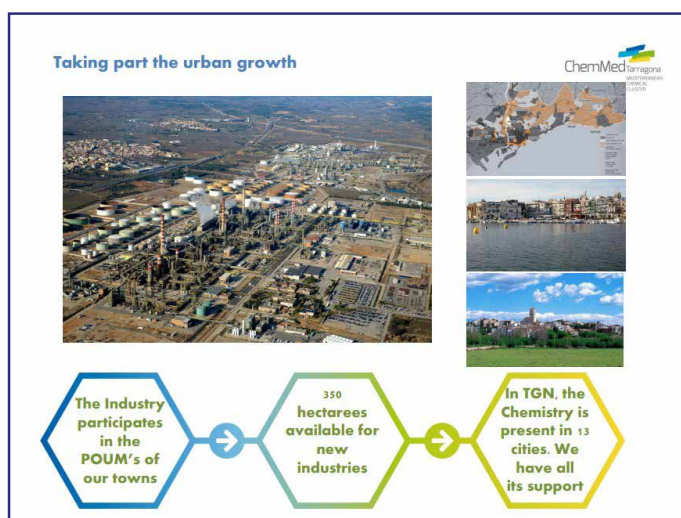 Taking part the urban growth
ChemMed Tarragona
MEDITERRANEAN
CHEMICAL
CLUSTER
The Industry
participates
in the
POUM's of
our towns
350
hectarees
available for
new
industries
In TGN, the
Chemistry is
present in 13
cities. We
have all
its support